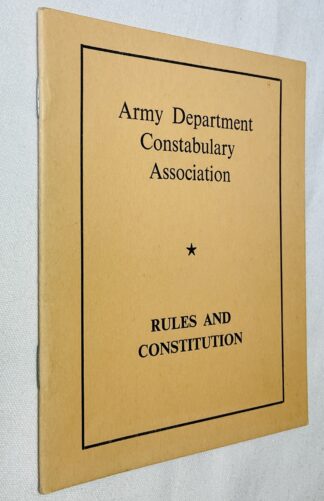 Army Department
Constabulary
Association
★
RULES AND
CONSTITUTION